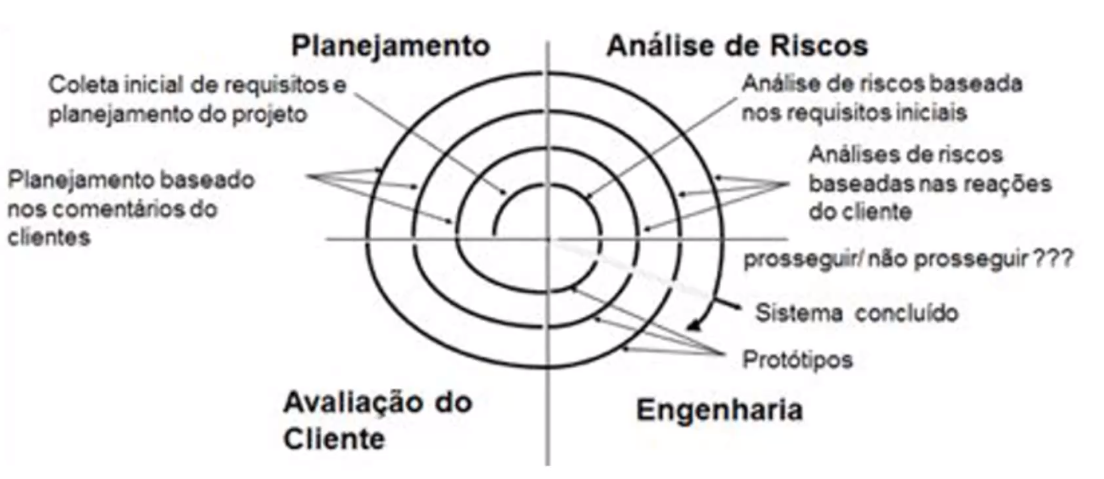 Planejamento
Análise de Riscos
Coleta inicial de requisitos e
planejamento do projeto
Análise de riscos baseada
nos requisitos iniciais
Planejamento baseado
nos comentários do
clientes
Análises de riscos
baseadas nas reações
do cliente
prosseguir/ não prosseguir ???
Sistema concluído
Protótipos
Avaliação do
Cliente
Engenharia